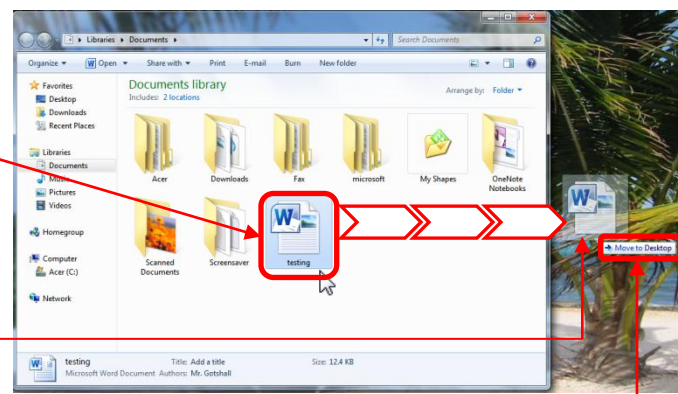 Libraries Documents Search Documents
Organize Open Share with Print E-mail Burn New folder
Favorites
Desktop
Downloads
Recent Places
Libraries
Documents
Music
Pictures
Videos
Homegroup
Computer
Acer (C:)
Network
Documents library
Includes: 2 locations
Arrange by: Folder
Acer Downloads Fax microsoft My Shapes OneNote Notebooks
Scanned Documents Screensaver testing
Move to Desktop
testing Title: Add a title Size: 12.4 KB
Microsoft Word Document Authors: Mr. Gotshall